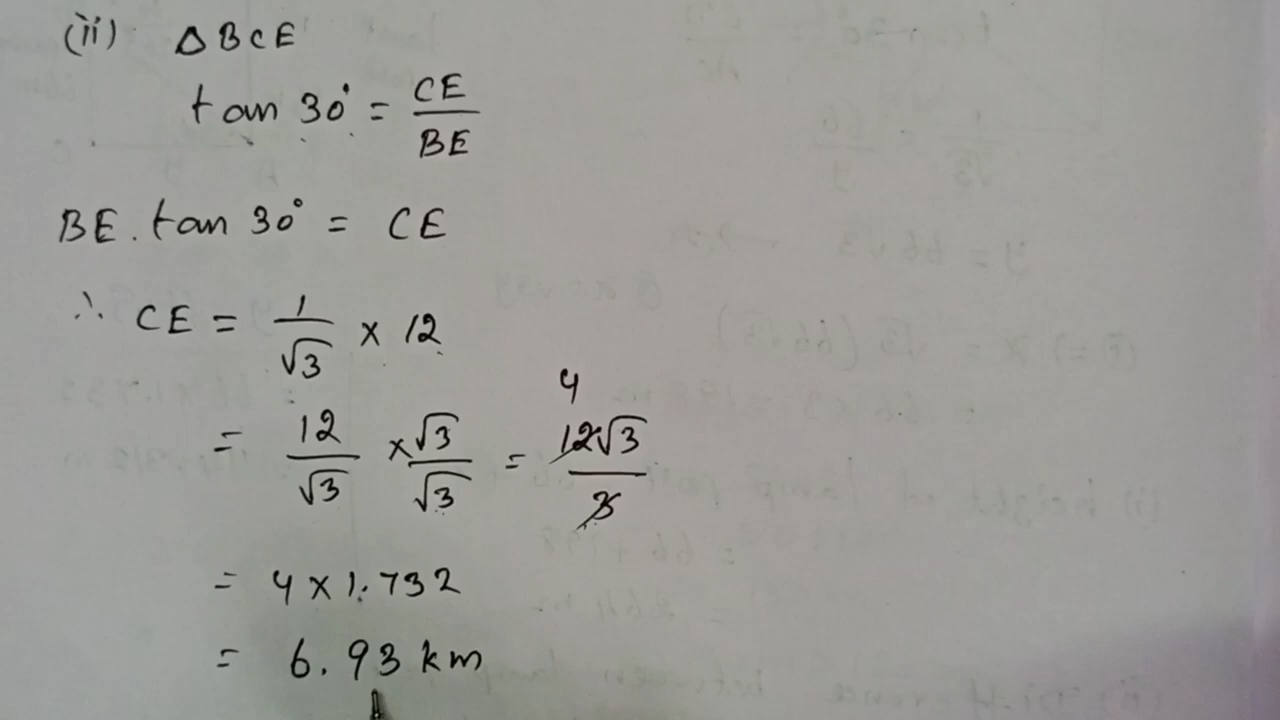 (ii) Δ BCE
tan 30° = CE / BE
BE . tan 30° = CE
∴ CE = 1/√3 × 12
= 12/√3 × √3/√3 = 4 12√3 / 3
= 4 × 1.732
= 6.93 km